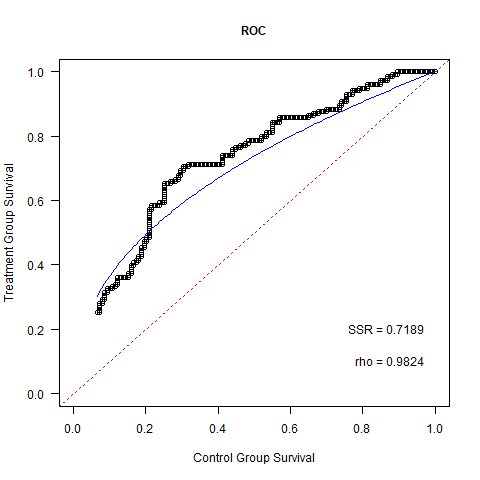 ROC
1.0
0.8
0.6
0.4
0.2
0.0
Treatment Group Survival
SSR = 0.7189
rho = 0.9824
0.0 0.2 0.4 0.6 0.8 1.0
Control Group Survival